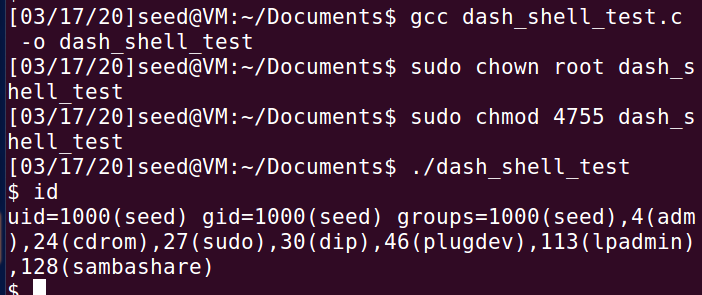 [03/17/20]seed@VM:~/Documents$ gcc dash_shell_test.c
 -o dash_shell_test
[03/17/20]seed@VM:~/Documents$ sudo chown root dash_s
hell_test
[03/17/20]seed@VM:~/Documents$ sudo chmod 4755 dash_s
hell_test
[03/17/20]seed@VM:~/Documents$ ./dash_shell_test
$ id
uid=1000(seed) gid=1000(seed) groups=1000(seed),4(adm
),24(cdrom),27(sudo),30(dip),46(plugdev),113(lpadmin)
,128(sambashare)
$